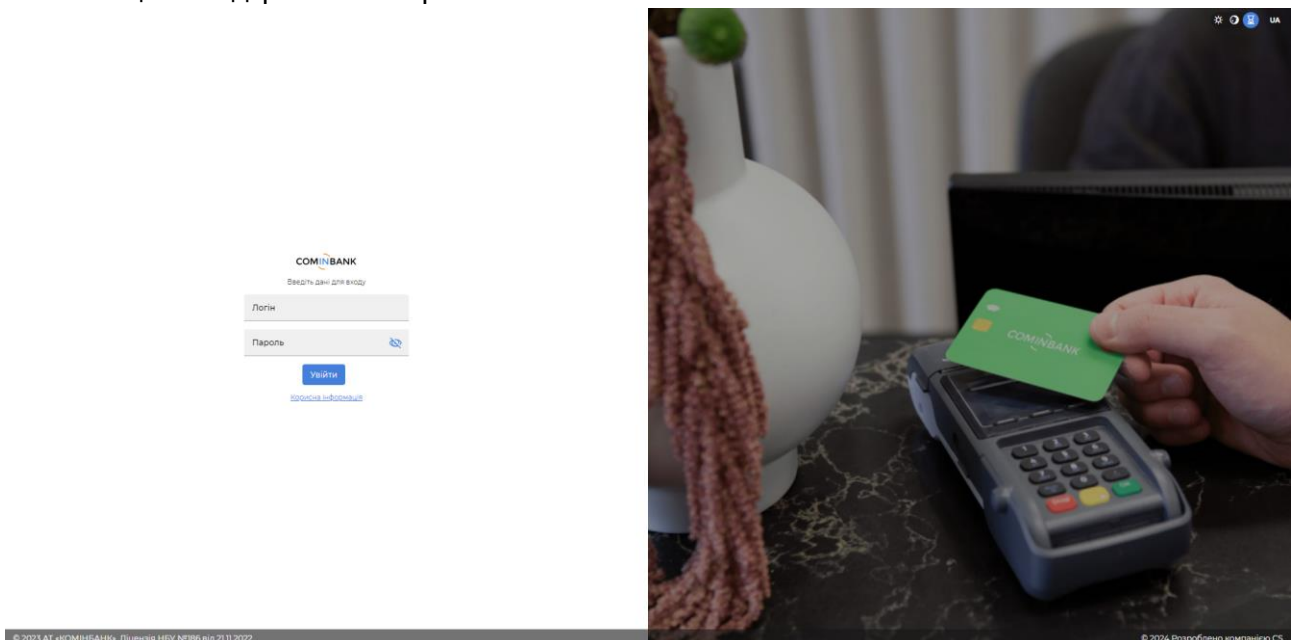 UA
COMINBANK
Введіть дані для входу
Логін
Пароль
Увійти
Корисна інформація
COMINBANK
© 2023 АТ «КОМІНБАНК». Ліцензія НБУ №186 від 21.11.2022
© 2024 Розроблено компанією CS